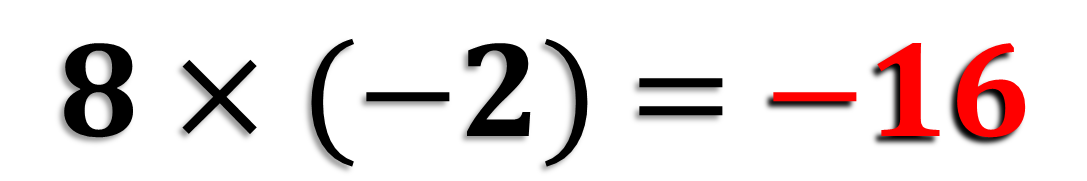 8 × (−2) = −16